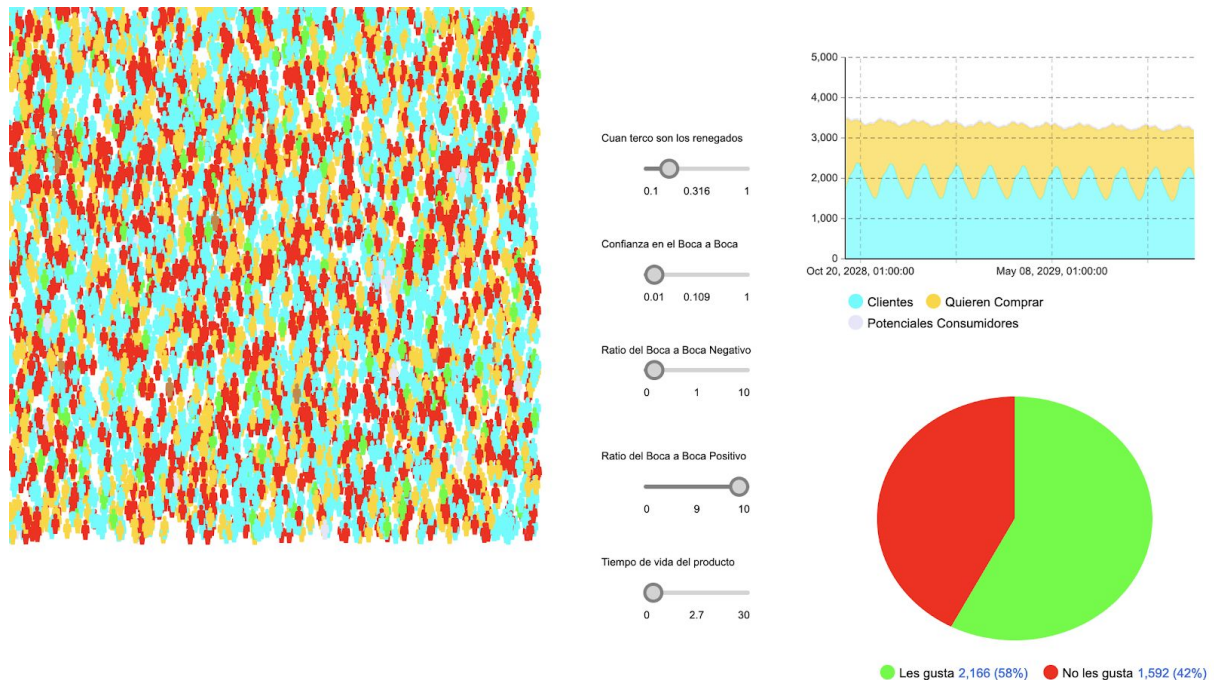 Cuan terco son los renegados
0.1 0.316 1
Confianza en el Boca a Boca
0.01 0.109 1
Ratio del Boca a Boca Negativo
0 1 10
Ratio del Boca a Boca Positivo
0 9 10
Tiempo de vida del producto
0 2.7 30
5,000
4,000
3,000
2,000
1,000
0
Oct 20, 2028, 01:00:00 May 08, 2029, 01:00:00
Clientes Quieren Comprar
Potenciales Consumidores
Les gusta 2,166 (58%) No les gusta 1,592 (42%)